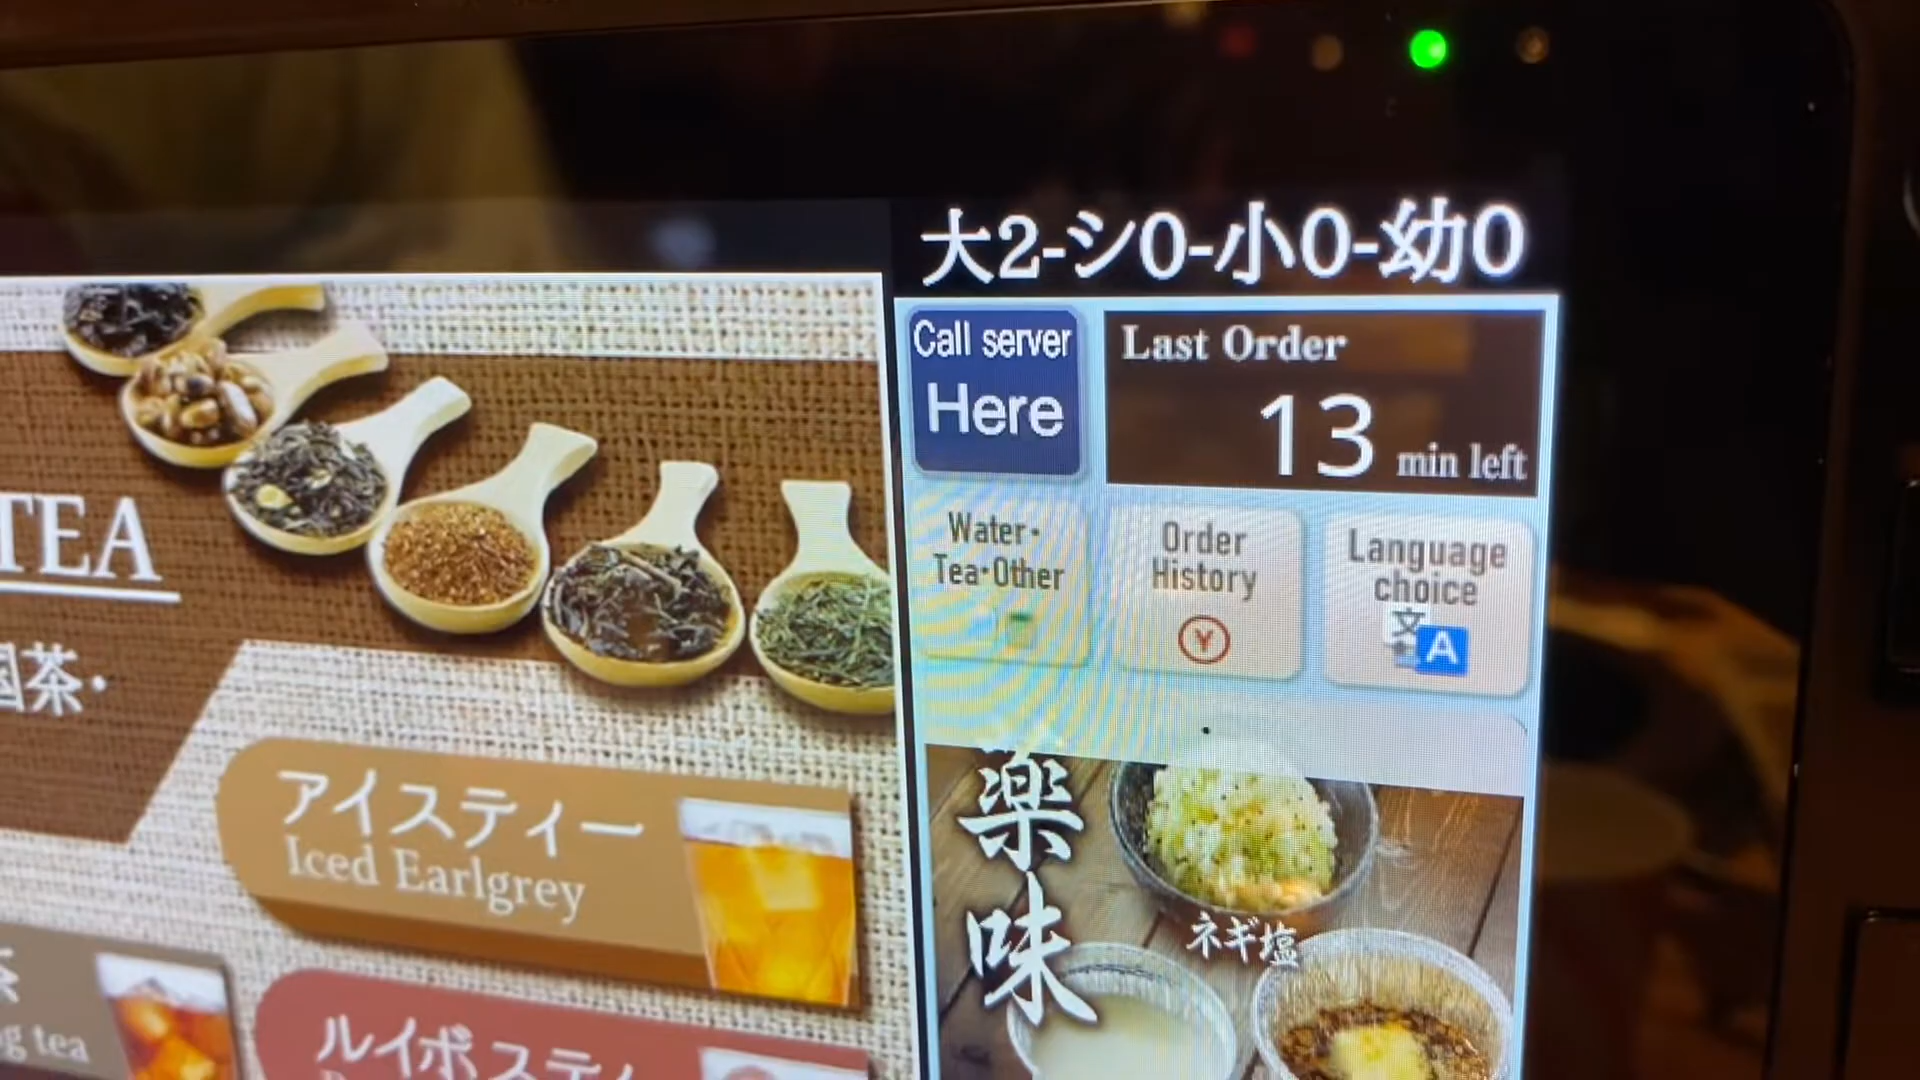 大2-シ0-小0-幼0
Call server
Here
Last Order
13 min left
Water・
Tea・Other
Order
History
Language
choice
文
A
TEA
国茶・
アイスティー
Iced Earlgrey
茶
tea
ルイボスティ
薬味
ネギ塩